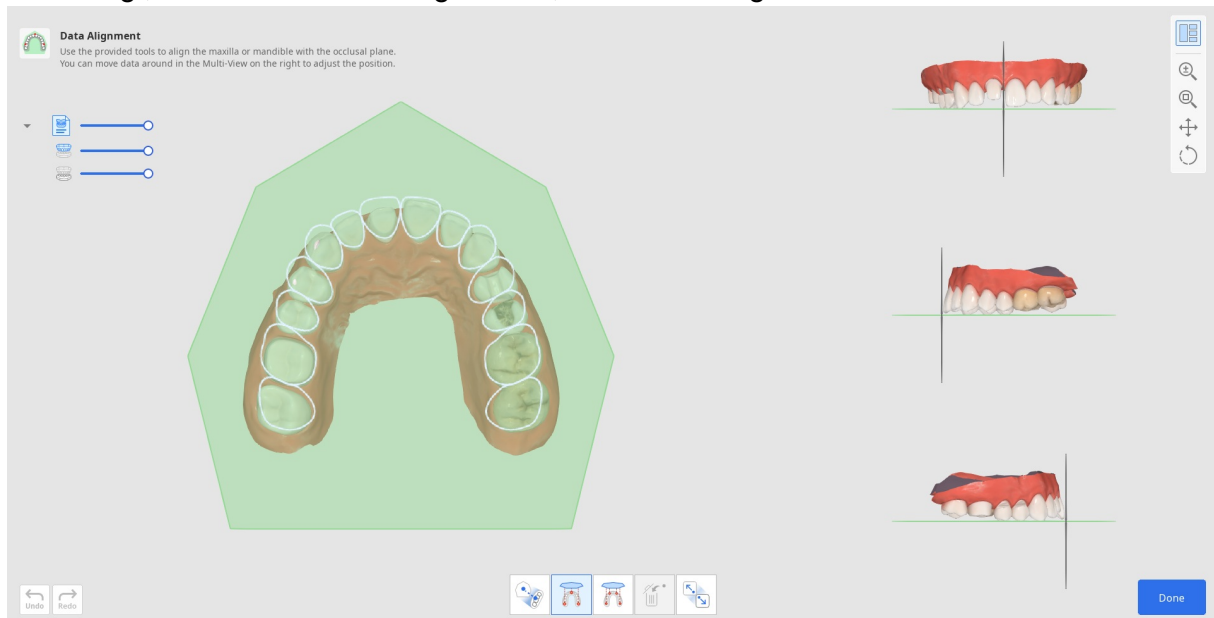 Data Alignment
Use the provided tools to align the maxilla or mandible with the occlusal plane.
You can move data around in the Multi-View on the right to adjust the position.
Undo
Redo
Done